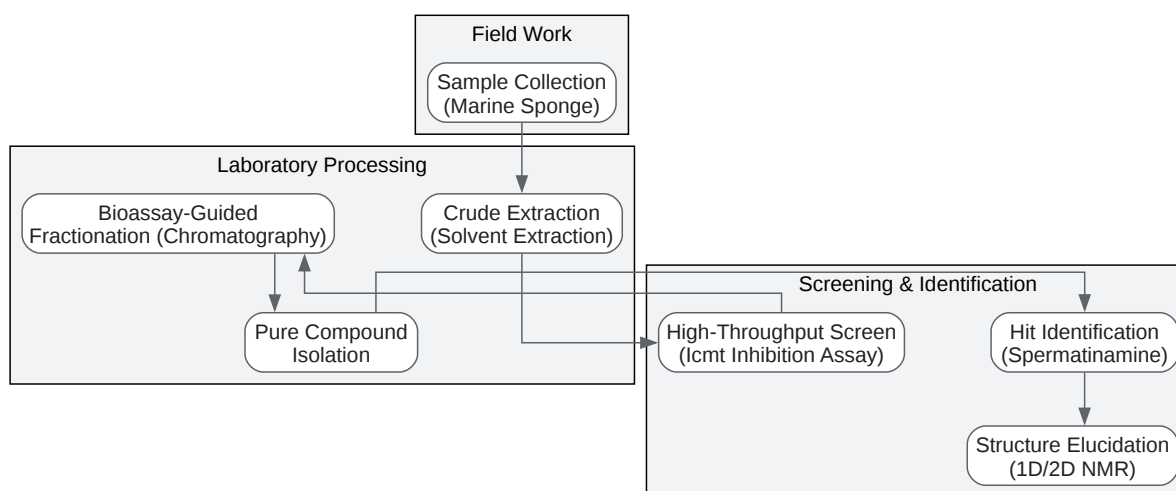 Field Work
Sample Collection
(Marine Sponge)
Laboratory Processing
Bioassay-Guided
Fractionation (Chromatography)
Crude Extraction
(Solvent Extraction)
Pure Compound
Isolation
Screening & Identification
High-Throughput Screen
(Icmt Inhibition Assay)
Hit Identification
(Spermatinamine)
Structure Elucidation
(1D/2D NMR)